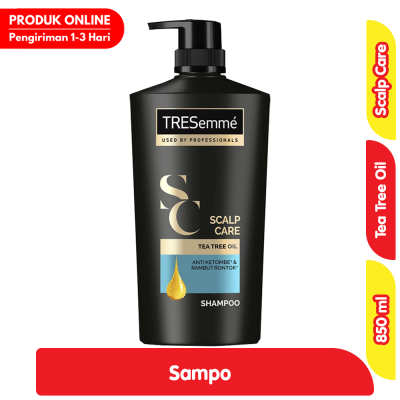 PRODUK ONLINE
Pengiriman 1-3 Hari
TRESemmé
USED BY PROFESSIONALS
SC
SCALP
CARE
TEA TREE OIL
ANTI KETOMBE* &
RAMBUT RONTOK*
SHAMPOO
Scalp Care
Tea Tree Oil
850 ml
Sampo